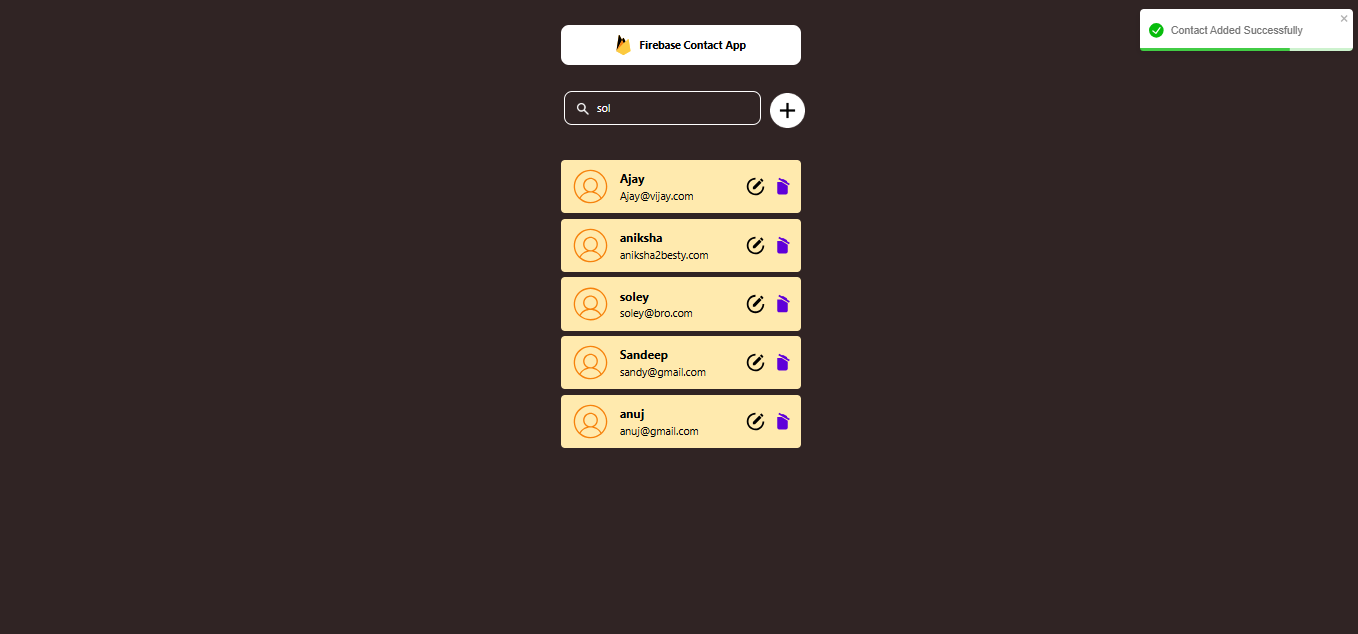 Contact Added Successfully
Firebase Contact App
sol
Ajay
Ajay@vijay.com
aniksha
aniksha2besty.com
soley
soley@bro.com
Sandeep
sandy@gmail.com
anuj
anuj@gmail.com